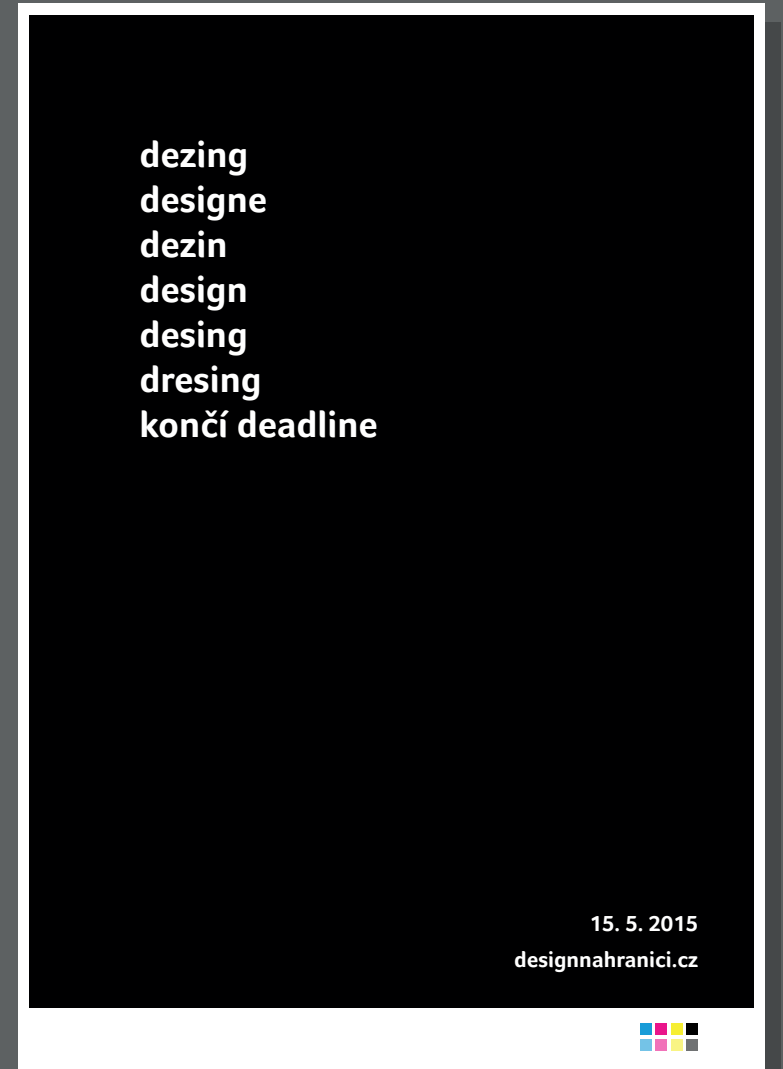 dezing
designe
dezin
design
desing
dresing
končí deadline
15. 5. 2015
designnahranici.cz